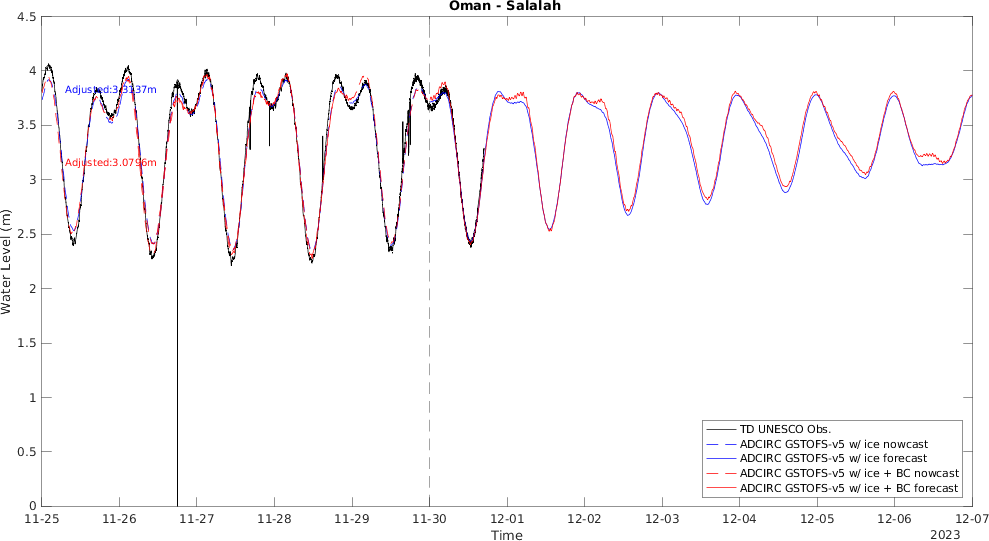 Oman - Salalah
4.5
4
3.5
3
2.5
2
1.5
1
0.5
0
Water Level (m)
Adjusted:3.3137m
Adjusted:3.0796m
TD UNESCO Obs.
ADCIRC GSTOFS-v5 w/ ice nowcast
ADCIRC GSTOFS-v5 w/ ice forecast
ADCIRC GSTOFS-v5 w/ ice + BC nowcast
ADCIRC GSTOFS-v5 w/ ice + BC forecast
11-25 11-26 11-27 11-28 11-29 11-30 12-01 12-02 12-03 12-04 12-05 12-06 12-07
Time
2023